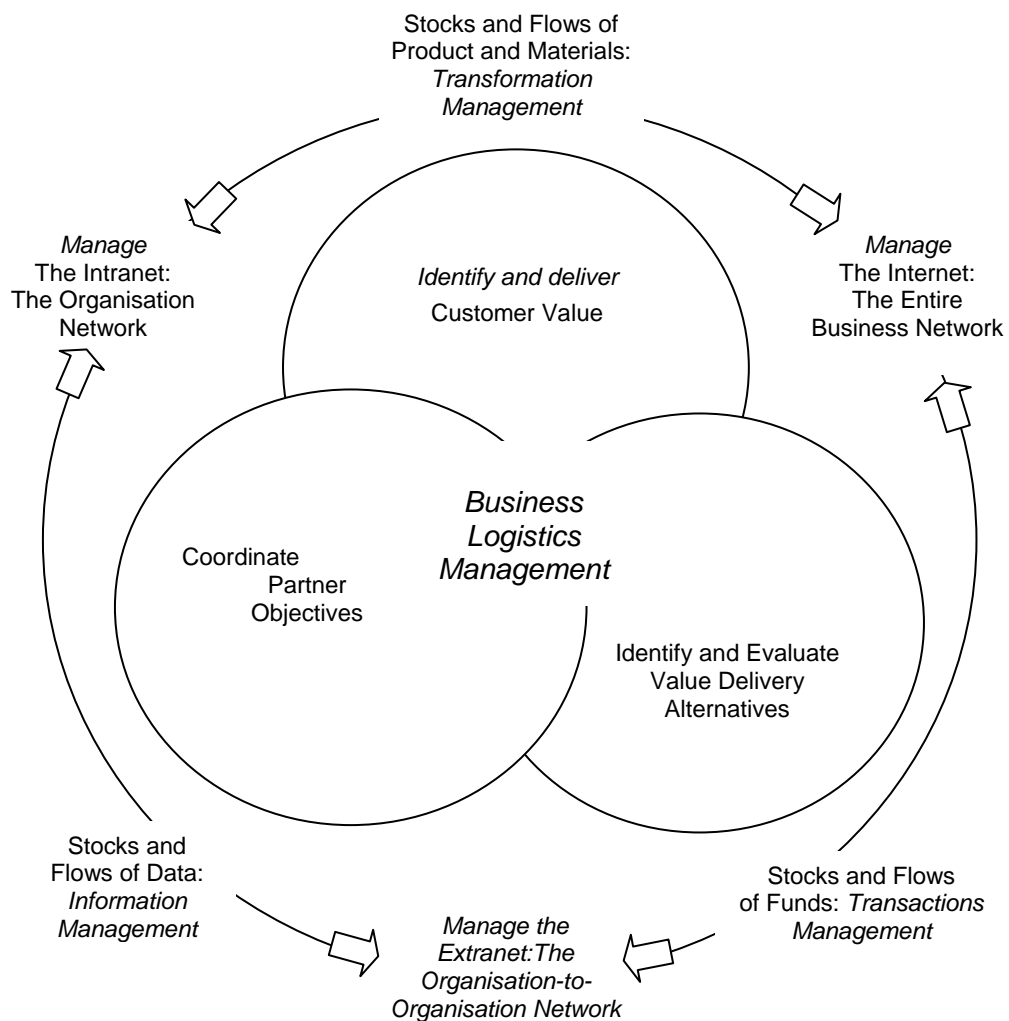 Stocks and Flows of
Product and Materials:
Transformation
Management
Manage
The Intranet:
The Organisation
Network
Manage
The Internet:
The Entire
Business Network
Identify and deliver
Customer Value
Business
Logistics
Management
Coordinate
Partner
Objectives
Identify and Evaluate
Value Delivery
Alternatives
Stocks and
Flows of Data:
Information
Management
Manage the
Extranet:The
Organisation-to-
Organisation Network
Stocks and Flows
of Funds: Transactions
Management